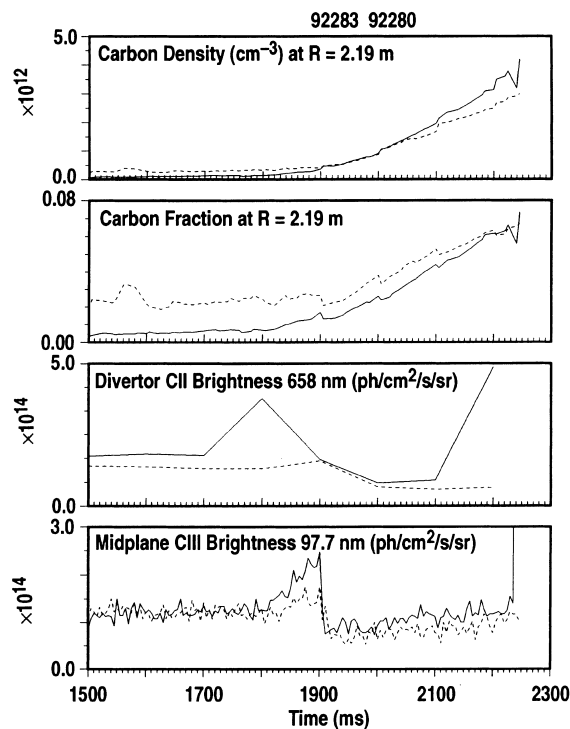 92283 92280
5.0
Carbon Density (cm⁻³) at R = 2.19 m
×10¹²
0.0
0.08
Carbon Fraction at R = 2.19 m
0.00
5.0
Divertor CII Brightness 658 nm (ph/cm²/s/sr)
×10¹⁴
0.0
3.0
Midplane CIII Brightness 97.7 nm (ph/cm²/s/sr)
×10¹⁴
0.0
1500 1700 1900 2100 2300
Time (ms)